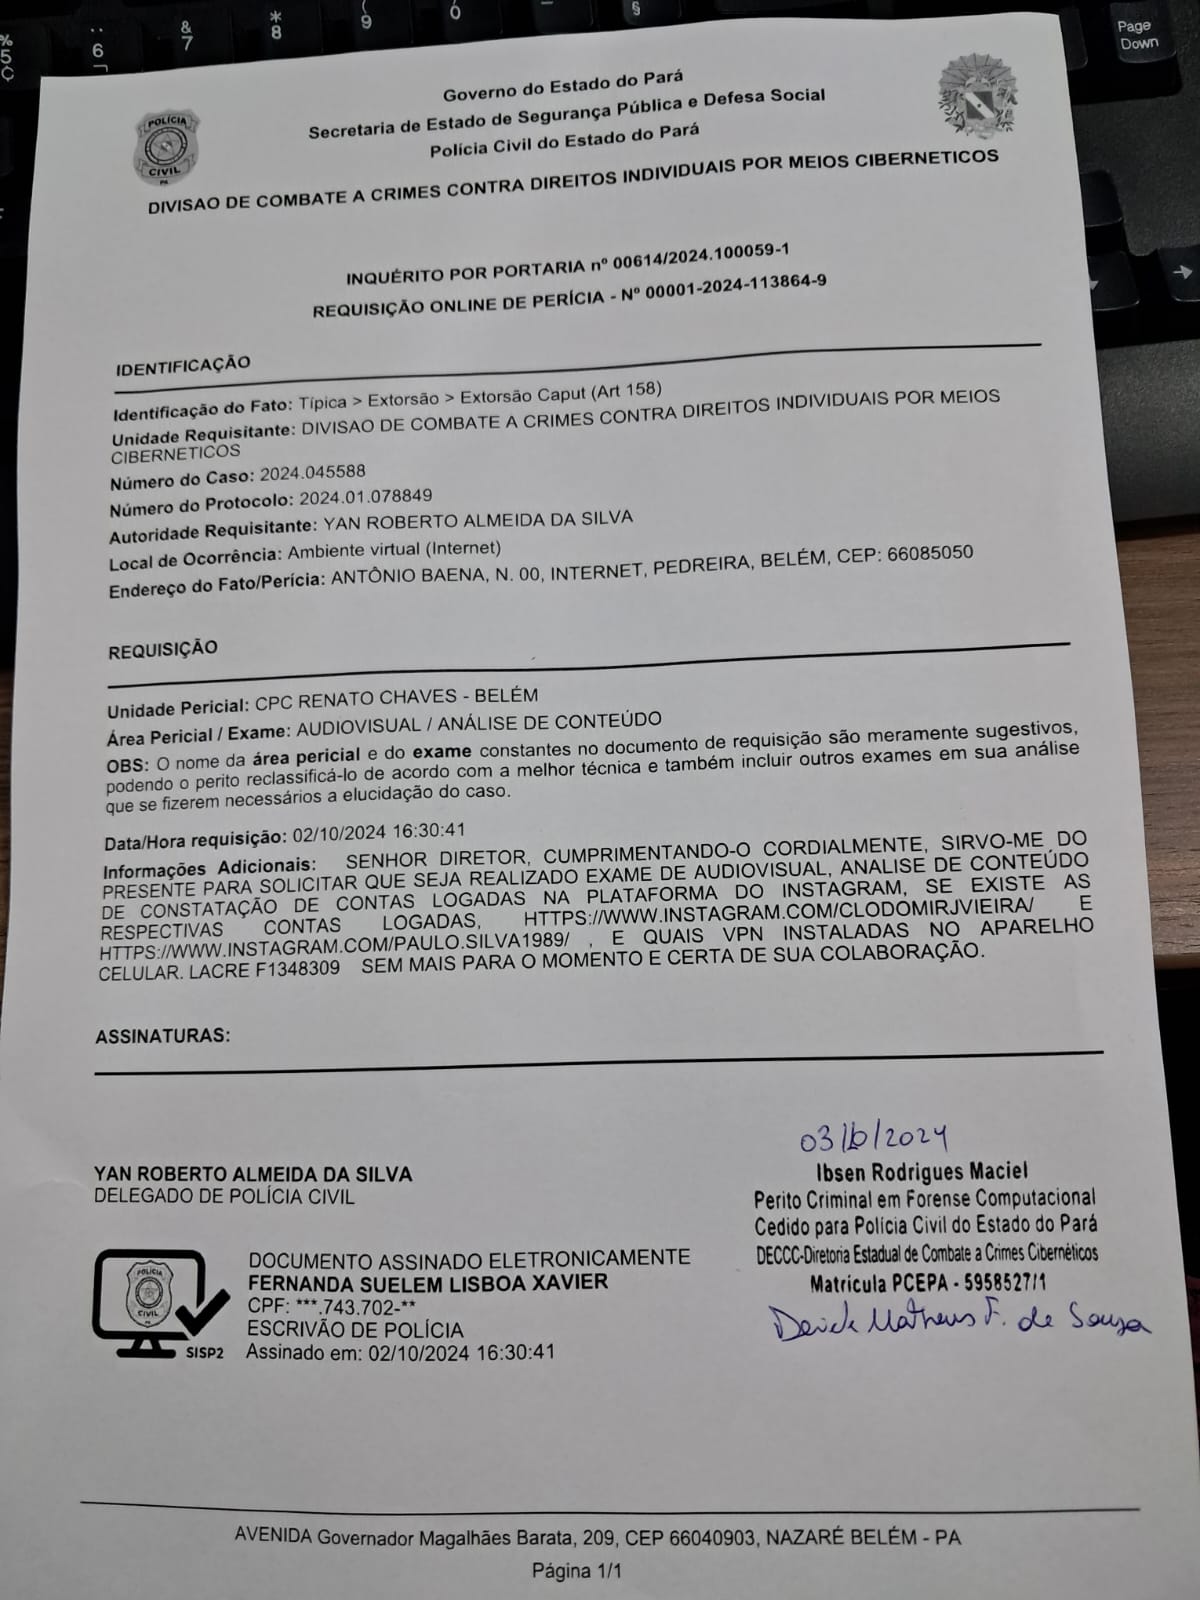 Governo do Estado do Pará
Secretaria de Estado de Segurança Pública e Defesa Social
Polícia Civil do Estado do Pará
DIVISAO DE COMBATE A CRIMES CONTRA DIREITOS INDIVIDUAIS POR MEIOS CIBERNETICOS
POLÍCIA
CIVIL
PA
INQUÉRITO POR PORTARIA nº 00614/2024.100059-1
REQUISIÇÃO ONLINE DE PERÍCIA - Nº 00001-2024-113864-9
IDENTIFICAÇÃO
Identificação do Fato: Típica > Extorsão > Extorsão Caput (Art 158)
Unidade Requisitante: DIVISAO DE COMBATE A CRIMES CONTRA DIREITOS INDIVIDUAIS POR MEIOS
CIBERNETICOS
Número do Caso: 2024.045588
Número do Protocolo: 2024.01.078849
Autoridade Requisitante: YAN ROBERTO ALMEIDA DA SILVA
Local de Ocorrência: Ambiente virtual (Internet)
Endereço do Fato/Perícia: ANTÔNIO BAENA, N. 00, INTERNET, PEDREIRA, BELÉM, CEP: 66085050
REQUISIÇÃO
Unidade Pericial: CPC RENATO CHAVES - BELÉM
Área Pericial / Exame: AUDIOVISUAL / ANÁLISE DE CONTEÚDO
OBS: O nome da área pericial e do exame constantes no documento de requisição são meramente sugestivos,
podendo o perito reclassificá-lo de acordo com a melhor técnica e também incluir outros exames em sua análise
que se fizerem necessários a elucidação do caso.
Data/Hora requisição: 02/10/2024 16:30:41
Informações Adicionais: SENHOR DIRETOR, CUMPRIMENTANDO-O CORDIALMENTE, SIRVO-ME DO
PRESENTE PARA SOLICITAR QUE SEJA REALIZADO EXAME DE AUDIOVISUAL, ANALISE DE CONTEÚDO
DE CONSTATAÇÃO DE CONTAS LOGADAS NA PLATAFORMA DO INSTAGRAM, SE EXISTE AS
RESPECTIVAS CONTAS LOGADAS, HTTPS://WWW.INSTAGRAM.COM/CLODOMIRJVIEIRA/ E
HTTPS://WWW.INSTAGRAM.COM/PAULO.SILVA1989/ , E QUAIS VPN INSTALADAS NO APARELHO
CELULAR. LACRE F1348309 SEM MAIS PARA O MOMENTO E CERTA DE SUA COLABORAÇÃO.
ASSINATURAS:
YAN ROBERTO ALMEIDA DA SILVA
DELEGADO DE POLÍCIA CIVIL
POLÍCIA
CIVIL
SISP2
DOCUMENTO ASSINADO ELETRONICAMENTE
FERNANDA SUELEM LISBOA XAVIER
CPF: ***.743.702-**
ESCRIVÃO DE POLÍCIA
Assinado em: 02/10/2024 16:30:41
03/10/2024
Ibsen Rodrigues Maciel
Perito Criminal em Forense Computacional
Cedido para Polícia Civil do Estado do Pará
DECCC-Diretoria Estadual de Combate a Crimes Cibernéticos
Matrícula PCEPA - 5958527/1
Derick Matheus F. de Souza
AVENIDA Governador Magalhães Barata, 209, CEP 66040903, NAZARÉ BELÉM - PA
Página 1/1
%
5
6
&
7
*
8
(
9
0
§
Page
Down